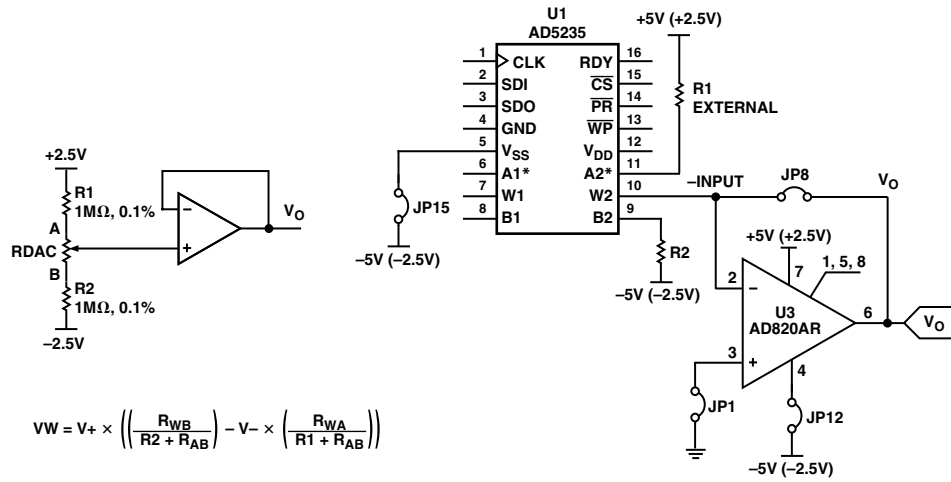 +2.5V
R1
1MΩ, 0.1%
A
RDAC
B
R2
1MΩ, 0.1%
–2.5V
–
+
VO
U1
AD5235
1
CLK
RDY
16
2
SDI
CS
15
3
SDO
PR
14
4
GND
WP
13
5
VSS
VDD
12
6
A1*
A2*
11
7
W1
W2
10
8
B1
B2
9
JP15
–5V (–2.5V)
+5V (+2.5V)
R1
EXTERNAL
R2
–5V (–2.5V)
–INPUT
JP8
VO
+5V (+2.5V)
7
1, 5, 8
2
–
U3
AD820AR
6
VO
3
+
4
JP1
JP12
–5V (–2.5V)
VW = V+ × ((RWB / R2 + RAB) – V– × (RWA / R1 + RAB))